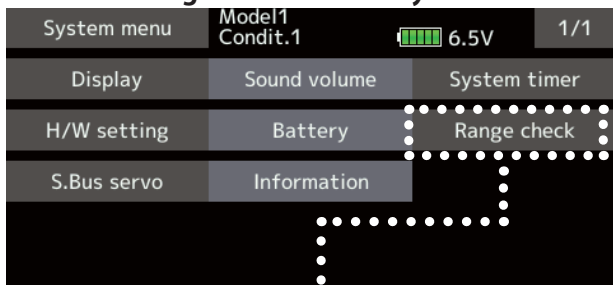 System menu Model1 6.5V 1/1
Condit.1
Display Sound volume System timer
H/W setting Battery Range check
S.Bus servo Information